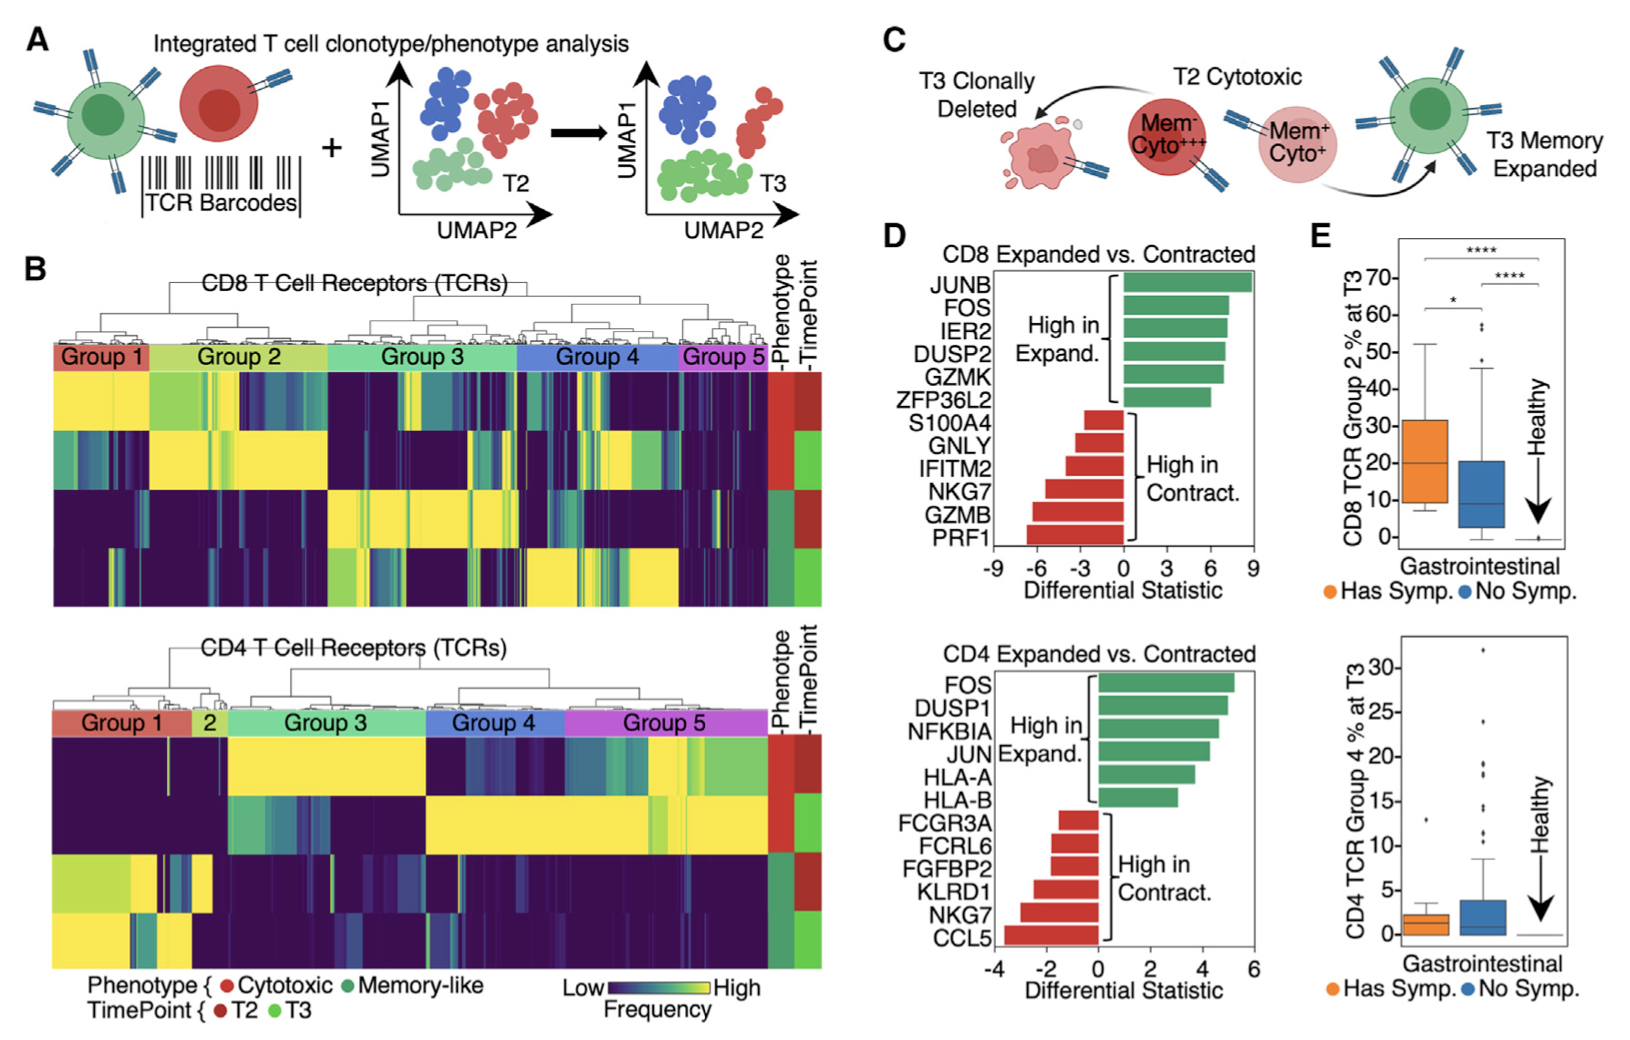 A
Integrated T cell clonotype/phenotype analysis
TCR Barcodes
+
UMAP1
T2
UMAP2
UMAP1
T3
UMAP2
B
CD8 T Cell Receptors (TCRs)
-Phenotype
-TimePoint
Group 1 Group 2 Group 3 Group 4 Group 5
CD4 T Cell Receptors (TCRs)
-Phenotpe
-TimePoint
Group 1 2 Group 3 Group 4 Group 5
Phenotype { Cytotoxic Memory-like
TimePoint { T2 T3
Low High
Frequency
C
T3 Clonally
Deleted
T2 Cytotoxic
Mem-
Cyto+++
Mem+
Cyto+
T3 Memory
Expanded
D
CD8 Expanded vs. Contracted
JUNB
FOS
IER2
DUSP2
GZMK
ZFP36L2
S100A4
GNLY
IFITM2
NKG7
GZMB
PRF1
High in
Expand.
High in
Contract.
-9 -6 -3 0 3 6 9
Differential Statistic
CD4 Expanded vs. Contracted
FOS
DUSP1
NFKBIA
JUN
HLA-A
HLA-B
FCGR3A
FCRL6
FGFBP2
KLRD1
NKG7
CCL5
High in
Expand.
High in
Contract.
-4 -2 0 2 4 6
Differential Statistic
E
CD8 TCR Group 2 % at T3
70
60
50
40
30
20
10
0
****
****
*
Healthy
Gastrointestinal
Has Symp. No Symp.
CD4 TCR Group 4 % at T3
30
25
20
15
10
5
0
Healthy
Gastrointestinal
Has Symp. No Symp.